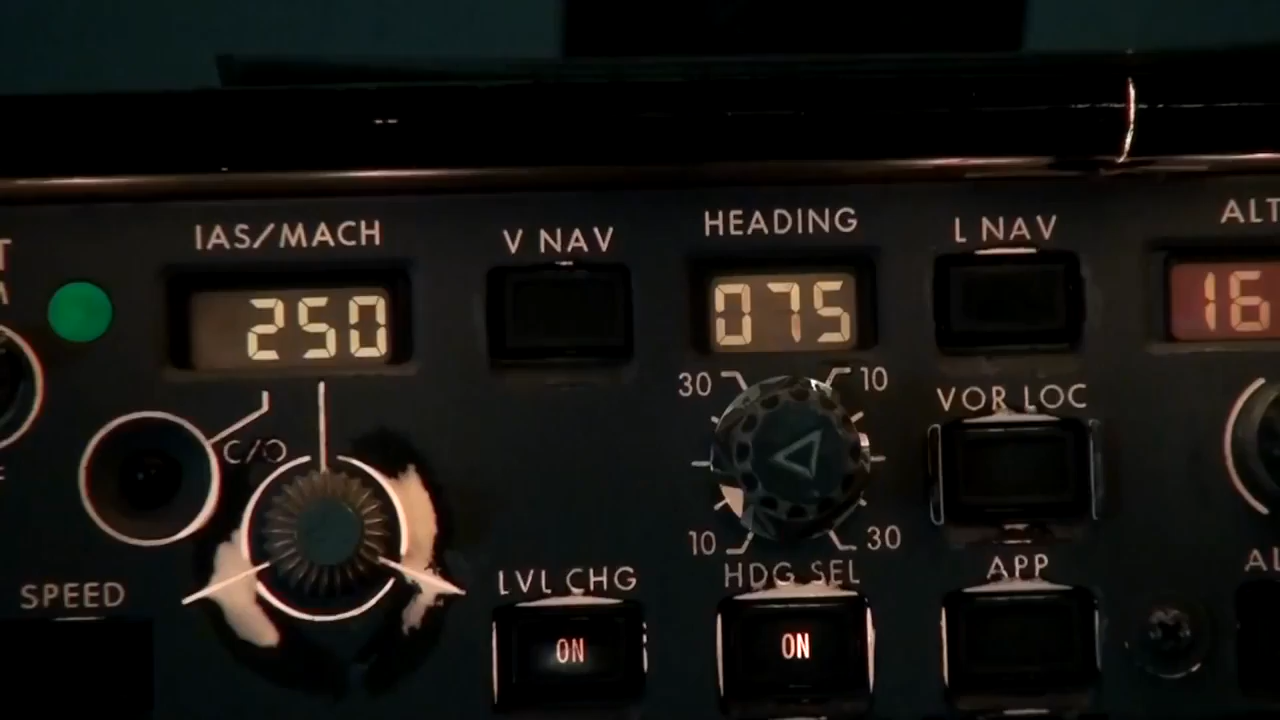 IAS/MACH
V NAV
HEADING
L NAV
ALT
250
075
16
30
10
C/O
VOR LOC
10
30
SPEED
LVL CHG
HDG SEL
APP
AL
ON
ON